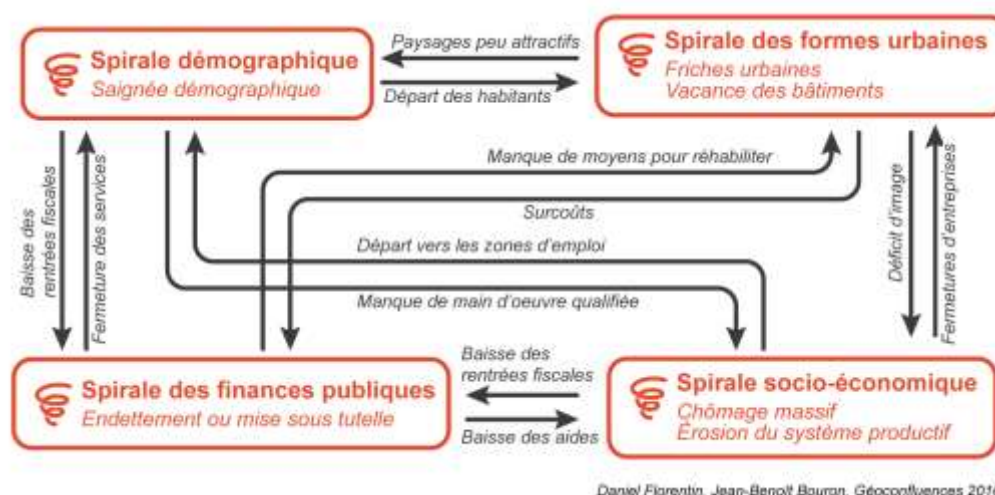 Spirale démographique
Saignée démographique
Paysages peu attractifs
Départ des habitants
Spirale des formes urbaines
Friches urbaines
Vacance des bâtiments
Baisse des
rentrées fiscales
Fermeture des services
Manque de moyens pour réhabiliter
Surcoûts
Départ vers les zones d'emploi
Manque de main d'oeuvre qualifiée
Déficit d'image
Fermetures d'entreprises
Spirale des finances publiques
Endettement ou mise sous tutelle
Baisse des
rentrées fiscales
Baisse des aides
Spirale socio-économique
Chômage massif
Érosion du système productif
Daniel Florentin, Jean-Benoît Bouron, Géoconfluences